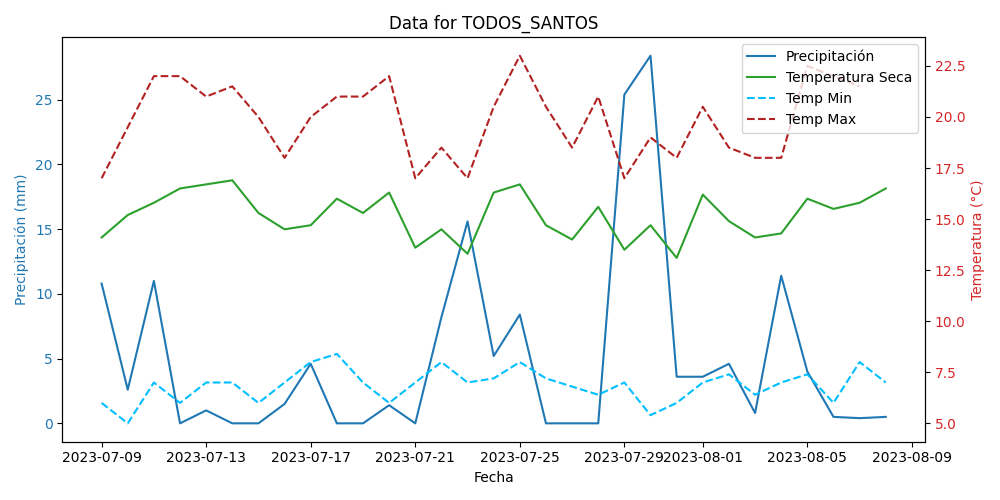 Data for TODOS_SANTOS
Precipitación
Temperatura Seca
Temp Min
Temp Max
Precipitación (mm)
25
20
15
10
5
0
22.5
20.0
17.5
15.0
12.5
10.0
7.5
5.0
Temperatura (°C)
2023-07-09 2023-07-13 2023-07-17 2023-07-21 2023-07-25 2023-07-29 2023-08-01 2023-08-05 2023-08-09
Fecha